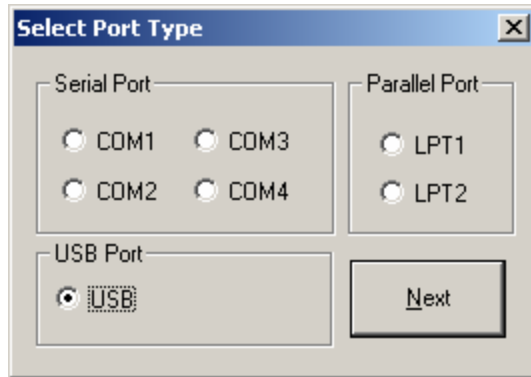 Select Port Type
Serial Port
Parallel Port
COM1 COM3
LPT1
COM2 COM4
LPT2
USB Port
USB
Next